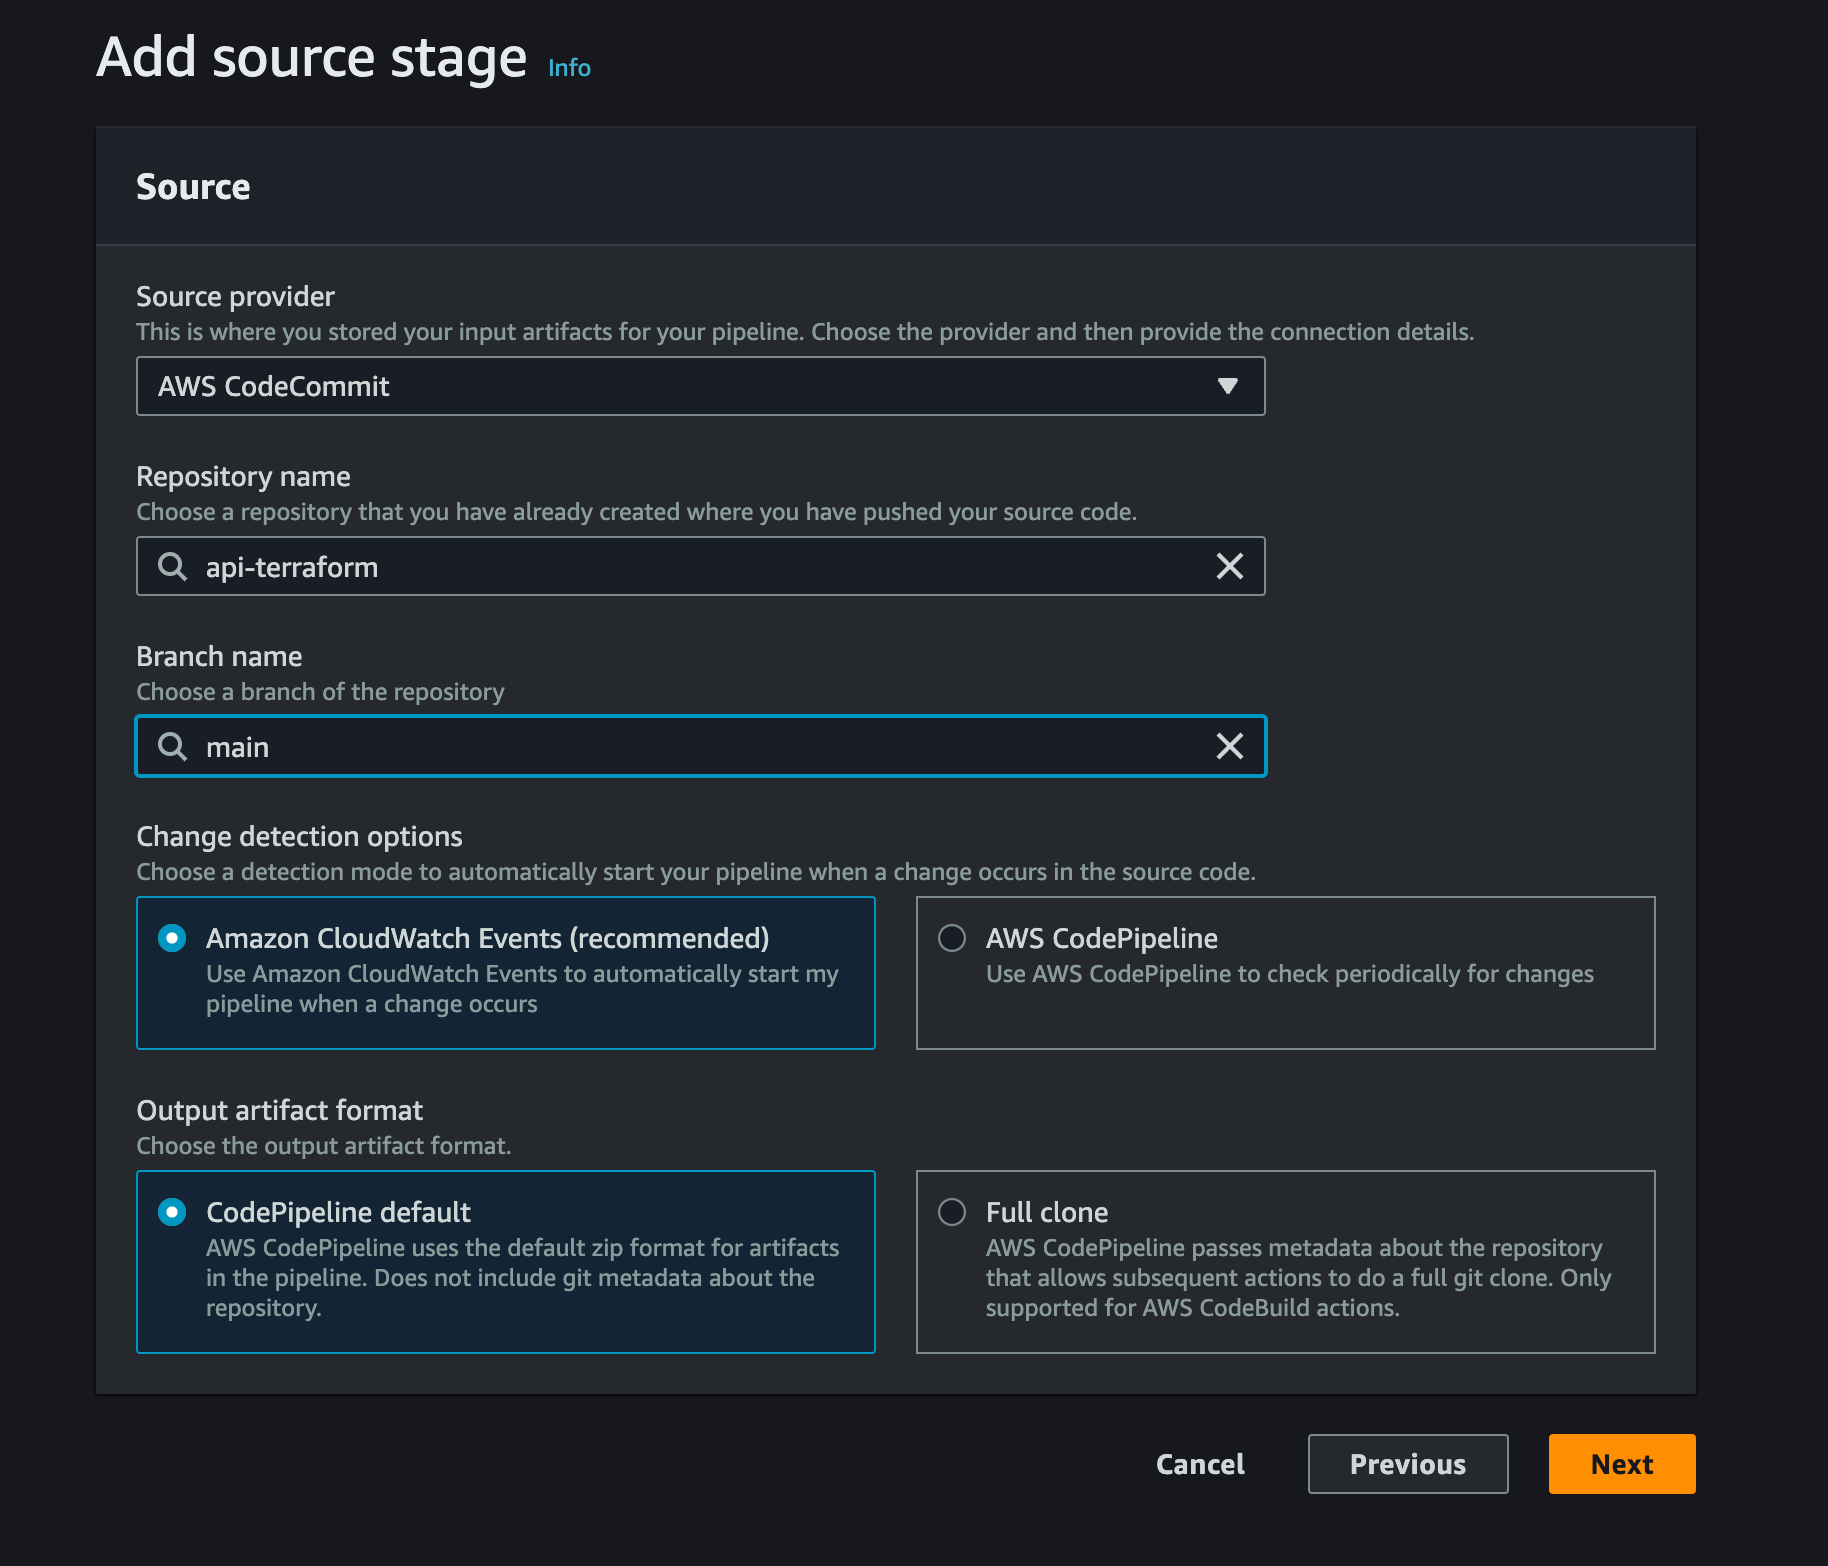 Add source stage Info
Source
Source provider
This is where you stored your input artifacts for your pipeline. Choose the provider and then provide the connection details.
AWS CodeCommit
Repository name
Choose a repository that you have already created where you have pushed your source code.
api-terraform
Branch name
Choose a branch of the repository
main
Change detection options
Choose a detection mode to automatically start your pipeline when a change occurs in the source code.
Amazon CloudWatch Events (recommended)
Use Amazon CloudWatch Events to automatically start my
pipeline when a change occurs
AWS CodePipeline
Use AWS CodePipeline to check periodically for changes
Output artifact format
Choose the output artifact format.
CodePipeline default
AWS CodePipeline uses the default zip format for artifacts
in the pipeline. Does not include git metadata about the
repository.
Full clone
AWS CodePipeline passes metadata about the repository
that allows subsequent actions to do a full git clone. Only
supported for AWS CodeBuild actions.
Cancel
Previous
Next